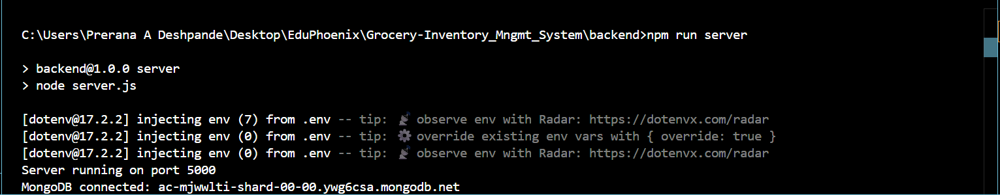 C:\Users\Prerana A Deshpande\Desktop\EduPhoenix\Grocery-Inventory_Mngmt_System\backend>npm run server
> backend@1.0.0 server
> node server.js
[dotenv@17.2.2] injecting env (7) from .env -- tip: 📡 observe env with Radar: https://dotenvx.com/radar
[dotenv@17.2.2] injecting env (0) from .env -- tip: ⚙️ override existing env vars with { override: true }
[dotenv@17.2.2] injecting env (0) from .env -- tip: 📡 observe env with Radar: https://dotenvx.com/radar
Server running on port 5000
MongoDB connected: ac-mjwwlti-shard-00-00.ywg6csa.mongodb.net